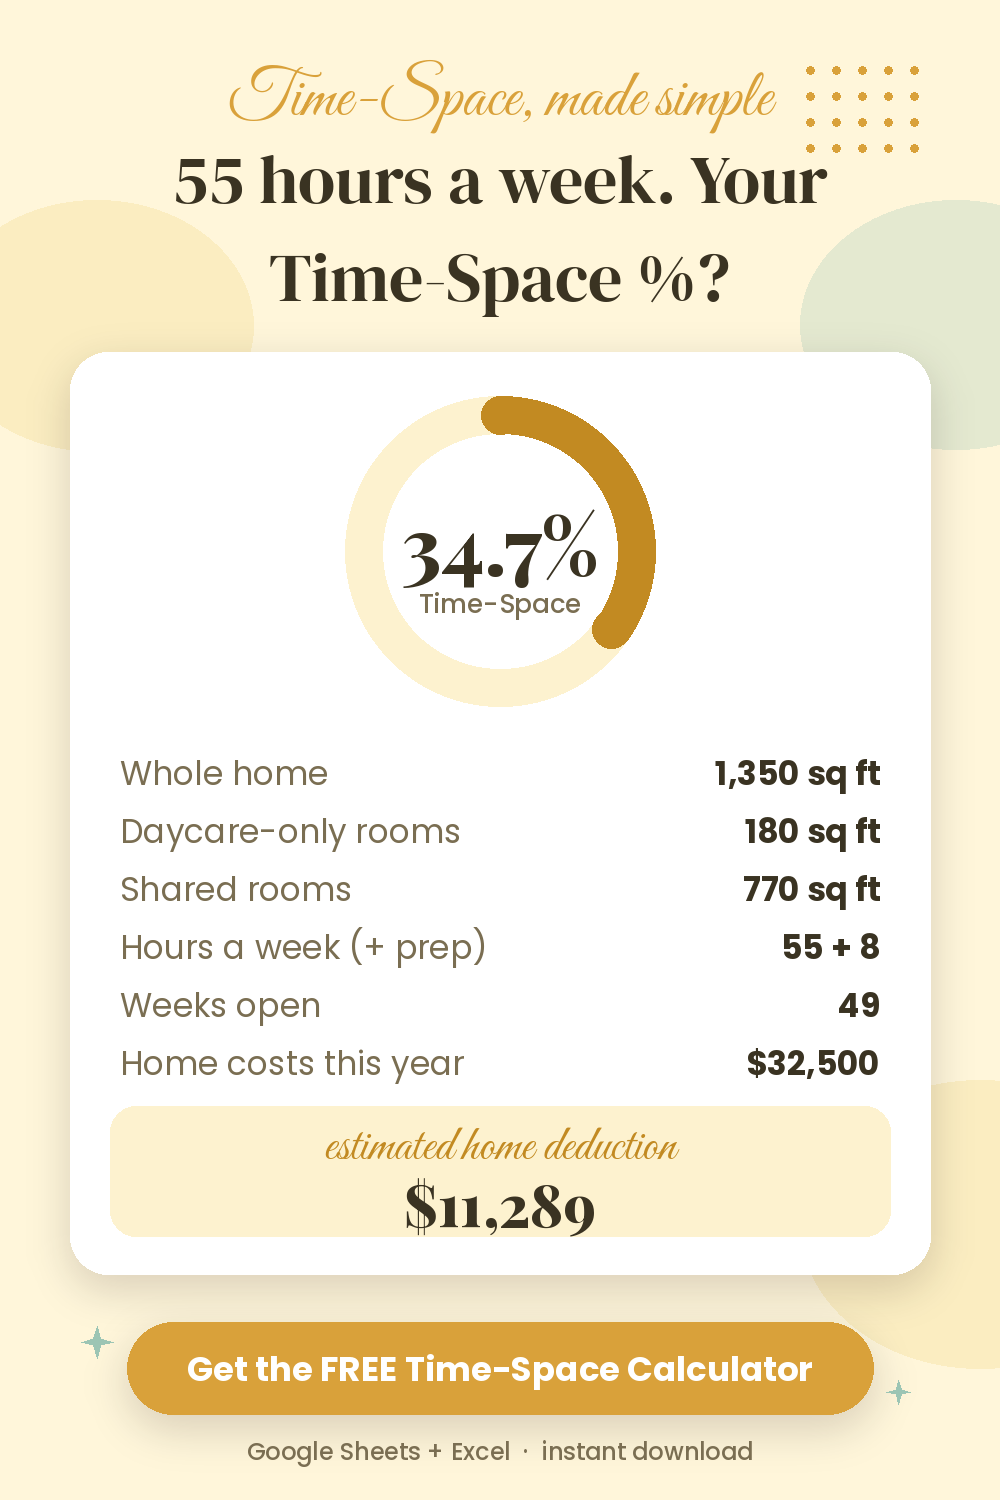 Time-Space, made simple
55 hours a week. Your
Time-Space %?
34.7%
Time-Space
Whole home 1,350 sq ft
Daycare-only rooms 180 sq ft
Shared rooms 770 sq ft
Hours a week (+ prep) 55 + 8
Weeks open 49
Home costs this year $32,500
estimated home deduction
$11,289
Get the FREE Time-Space Calculator
Google Sheets + Excel · instant download